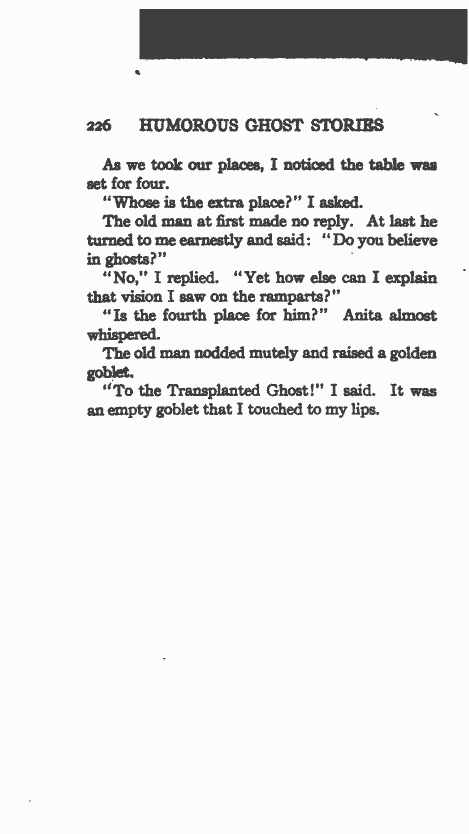 226 HUMOROUS GHOST STORIES
As we took our places, I noticed the table was
set for four.
"Whose is the extra place?" I asked.
The old man at first made no reply. At last he
turned to me earnestly and said: "Do you believe
in ghosts?"
"No," I replied. "Yet how else can I explain
that vision I saw on the ramparts?"
"Is the fourth place for him?" Anita almost
whispered.
The old man nodded mutely and raised a golden
goblet.
"To the Transplanted Ghost!" I said. It was
an empty goblet that I touched to my lips.